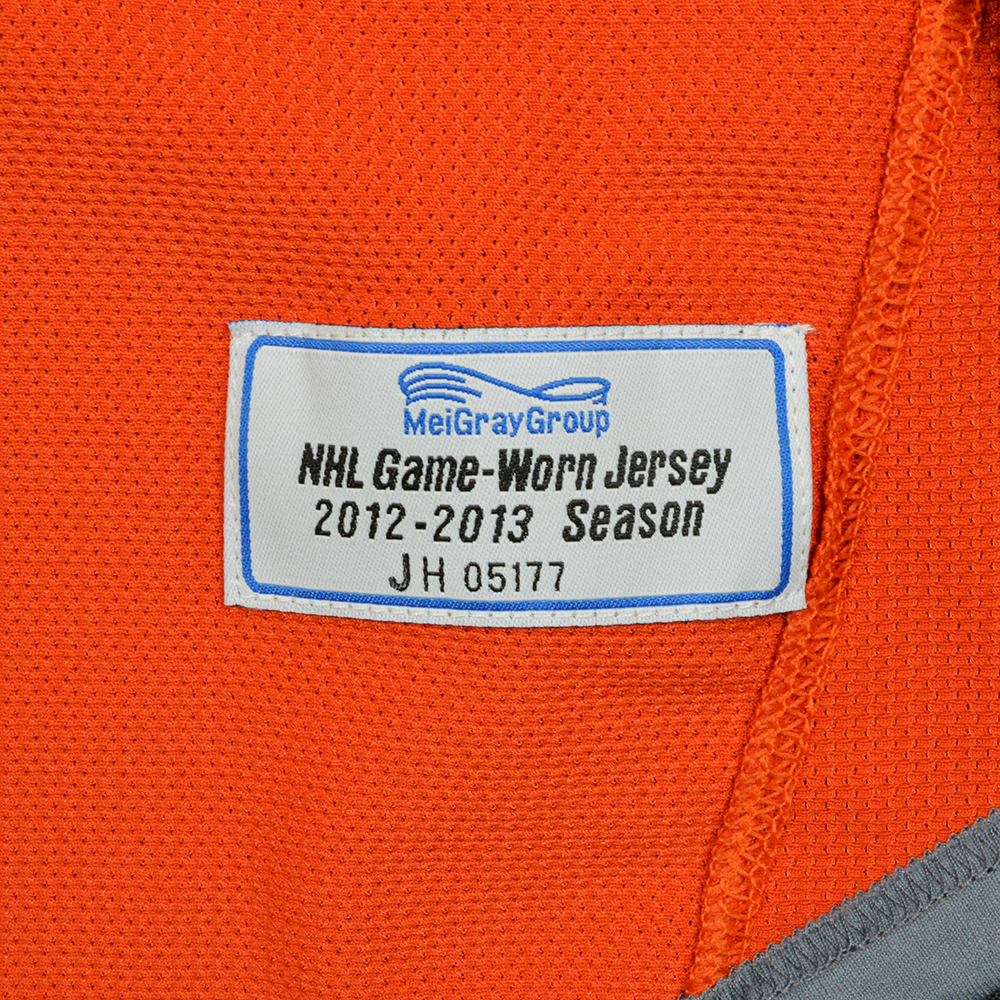 MeiGrayGroup
NHL Game-Worn Jersey
2012-2013 Season
JH 05177